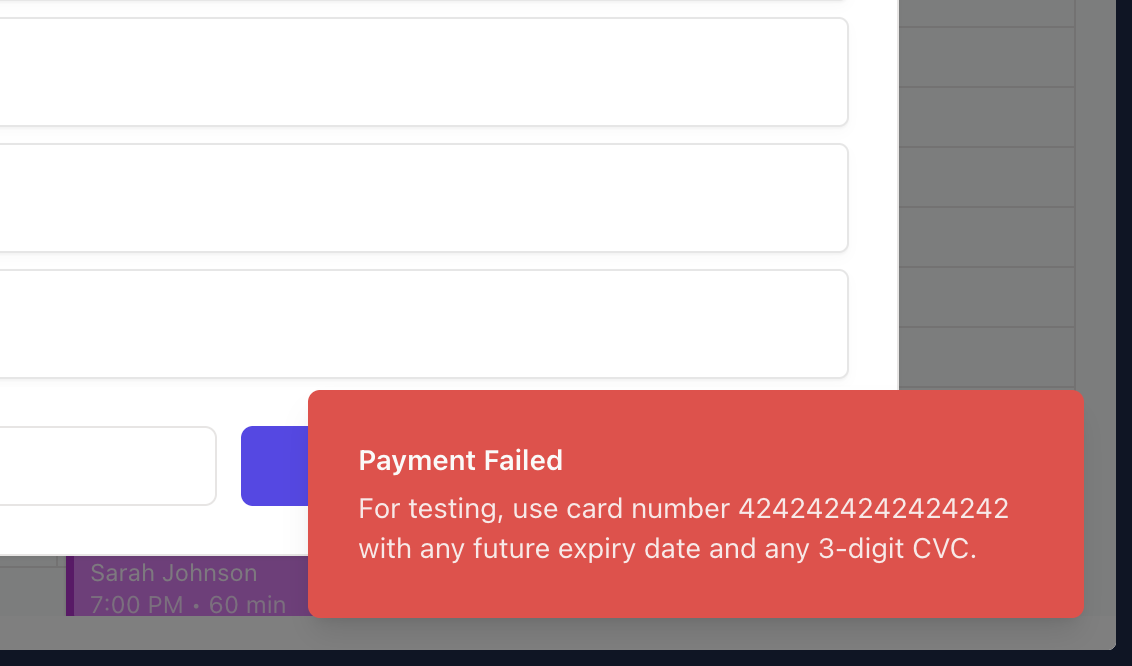 Payment Failed
For testing, use card number 4242424242424242
with any future expiry date and any 3-digit CVC.
Sarah Johnson
7:00 PM • 60 min